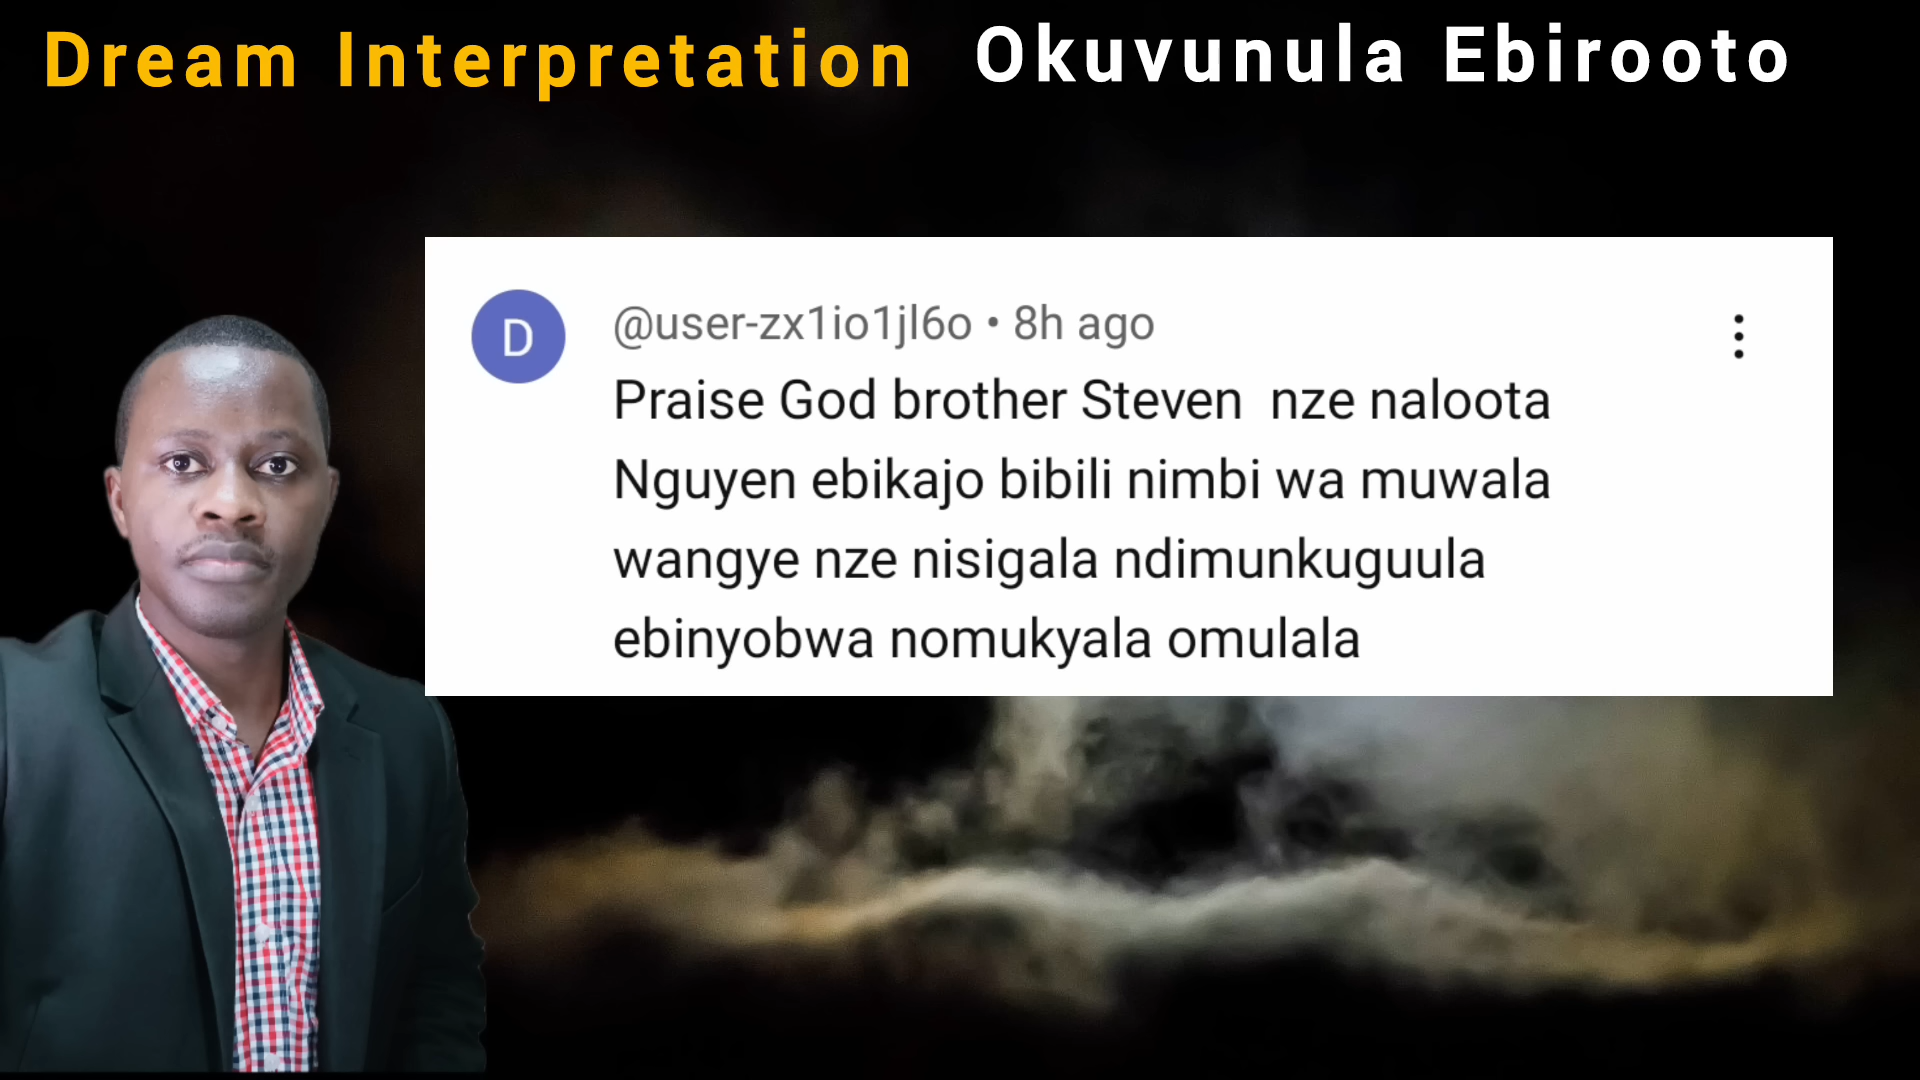 Dream Interpretation Okuvunula Ebirooto
D
@user-zx1io1jl6o • 8h ago
Praise God brother Steven nze naloota
Nguyen ebikajo bibili nimbi wa muwala
wangye nze nisigala ndimunkuguula
ebinyobwa nomukyala omulala